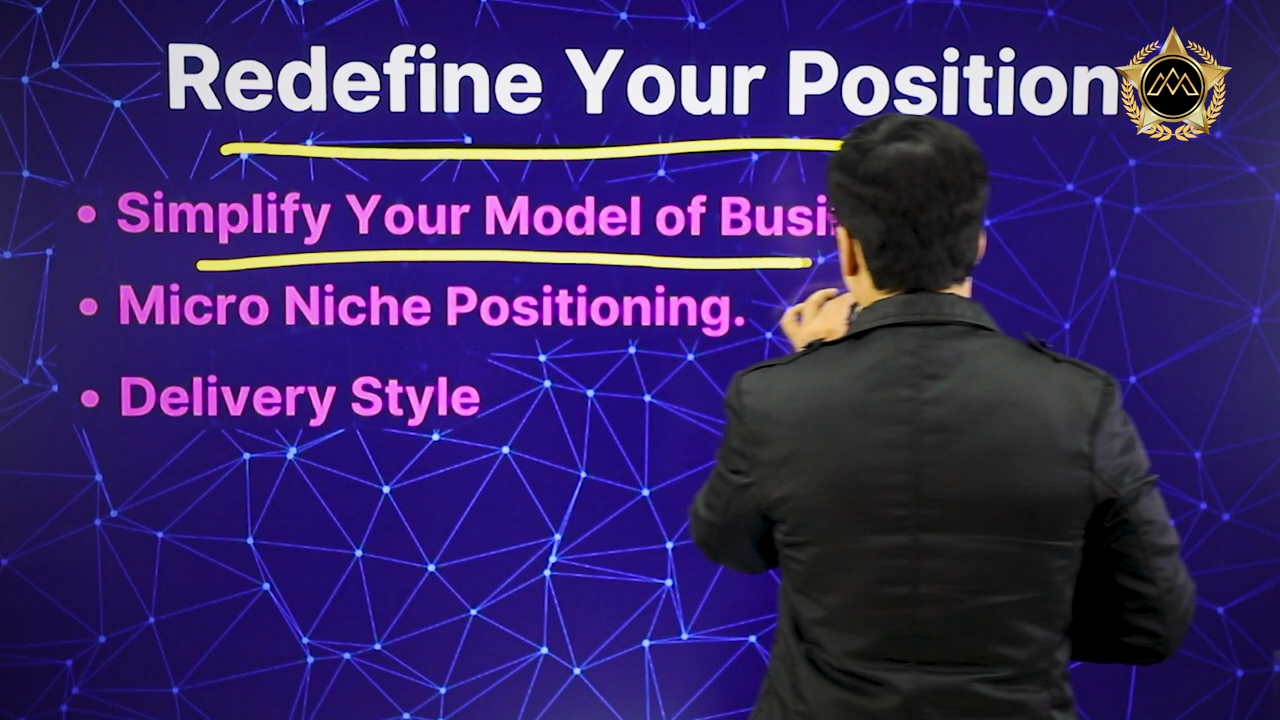 Redefine Your Position
• Simplify Your Model of Busi
• Micro Niche Positioning.
• Delivery Style